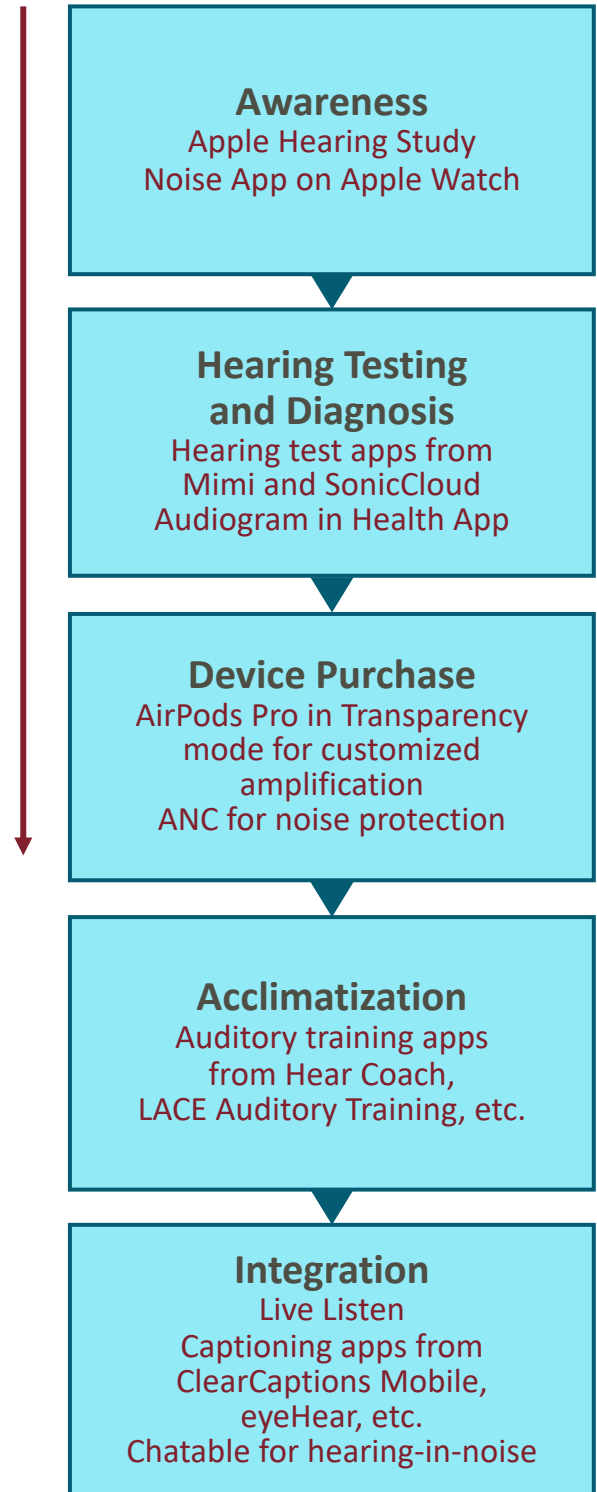 Awareness
Apple Hearing Study
Noise App on Apple Watch
Hearing Testing
and Diagnosis
Hearing test apps from
Mimi and SonicCloud
Audiogram in Health App
Device Purchase
AirPods Pro in Transparency
mode for customized
amplification
ANC for noise protection
Acclimatization
Auditory training apps
from Hear Coach,
LACE Auditory Training, etc.
Integration
Live Listen
Captioning apps from
ClearCaptions Mobile,
eyeHear, etc.
Chatable for hearing-in-noise